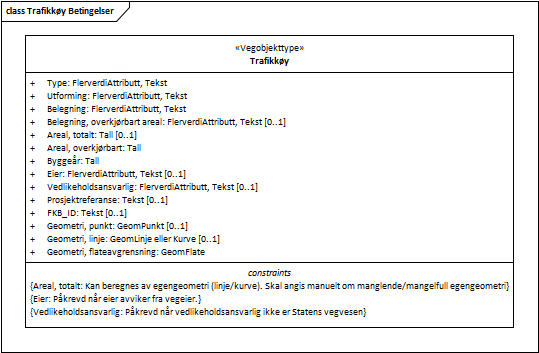 class Trafikkøy Betingelser
«Vegobjekttype»
Trafikkøy
+ Type: FlerverdiAttributt, Tekst
+ Utforming: FlerverdiAttributt, Tekst
+ Belegning: FlerverdiAttributt, Tekst
+ Belegning, overkjørbart areal: FlerverdiAttributt, Tekst [0..1]
+ Areal, totalt: Tall [0..1]
+ Areal, overkjørbart: Tall
+ Byggeår: Tall
+ Eier: FlerverdiAttributt, Tekst [0..1]
+ Vedlikeholdsansvarlig: FlerverdiAttributt, Tekst [0..1]
+ Prosjektreferanse: Tekst [0..1]
+ FKB_ID: Tekst [0..1]
+ Geometri, punkt: GeomPunkt [0..1]
+ Geometri, linje: GeomLinje eller Kurve [0..1]
+ Geometri, flateavgrensning: GeomFlate
constraints
{Areal, totalt: Kan beregnes av egengeometri (linje/kurve). Skal angis manuelt om manglende/mangelfull egengeometri}
{Eier: Påkrevd når eier avviker fra vegeier.}
{Vedlikeholdsansvarlig: Påkrevd når vedlikeholdsansvarlig ikke er Statens vegvesen}